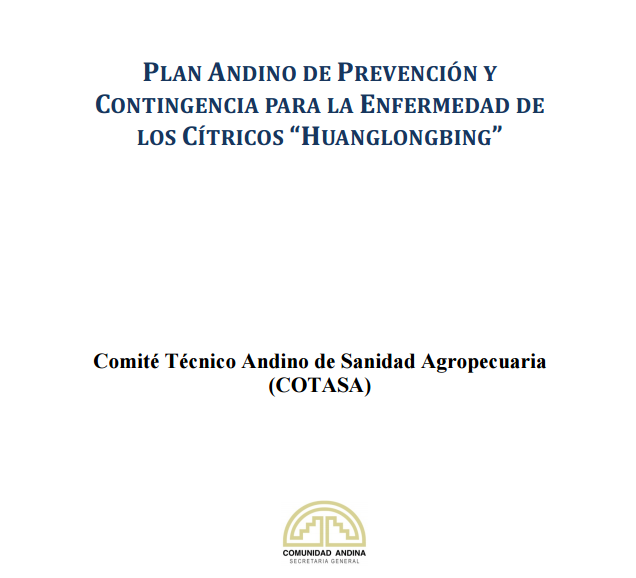 PLAN ANDINO DE PREVENCIÓN Y
CONTINGENCIA PARA LA ENFERMEDAD DE
LOS CÍTRICOS “HUANGLONGBING”
Comité Técnico Andino de Sanidad Agropecuaria
(COTASA)
COMUNIDAD ANDINA
SECRETARIA GENERAL